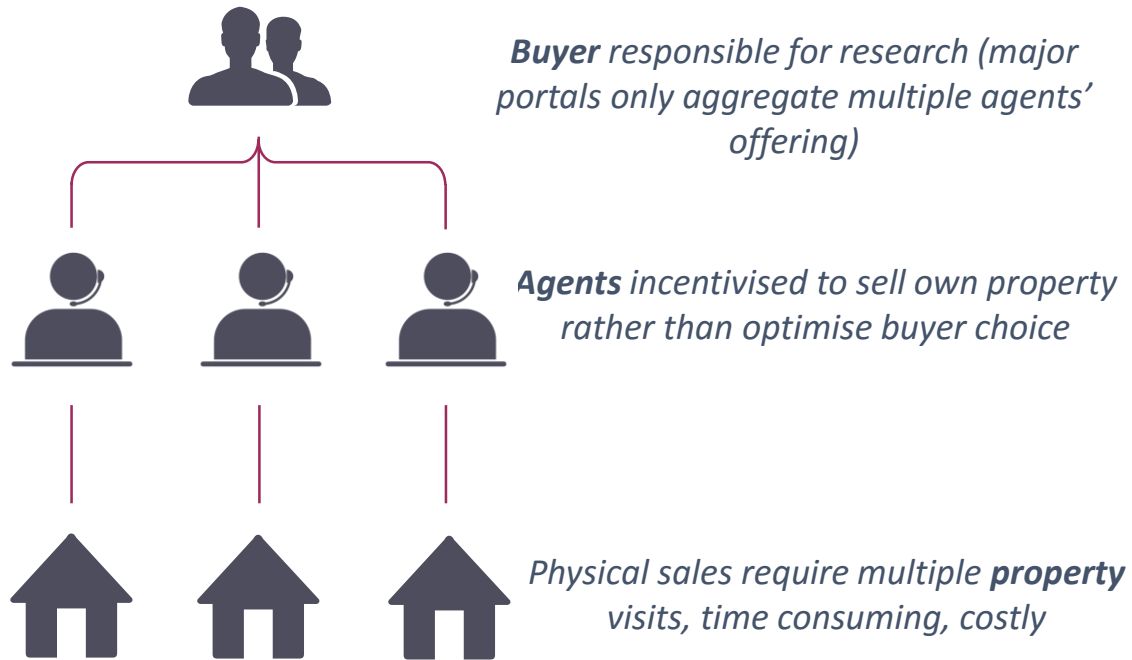 Buyer responsible for research (major
portals only aggregate multiple agents’
offering)
Agents incentivised to sell own property
rather than optimise buyer choice
Physical sales require multiple property
visits, time consuming, costly